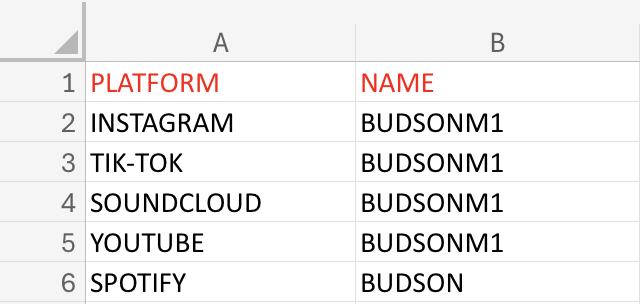 A B
1 PLATFORM NAME
2 INSTAGRAM BUDSONM1
3 TIK-TOK BUDSONM1
4 SOUNDCLOUD BUDSONM1
5 YOUTUBE BUDSONM1
6 SPOTIFY BUDSON